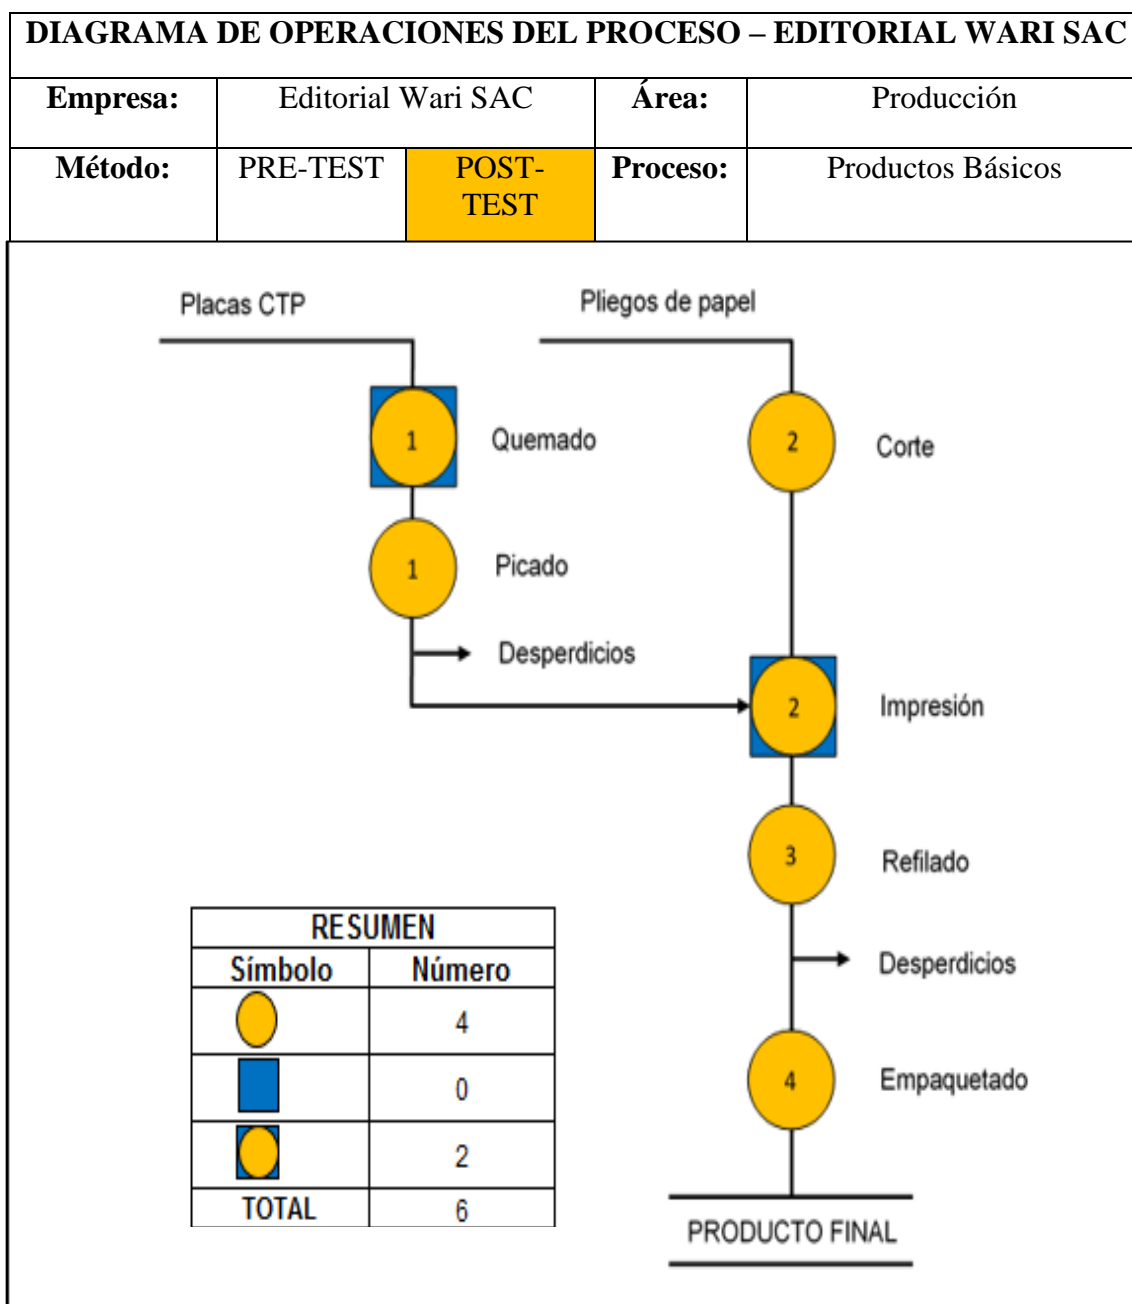 DIAGRAMA DE OPERACIONES DEL PROCESO – EDITORIAL WARI SAC
Empresa: Editorial Wari SAC Área: Producción
Método: PRE-TEST POST-TEST Proceso: Productos Básicos
Placas CTP
Pliegos de papel
1 Quemado
2 Corte
1 Picado
Desperdicios
2 Impresión
3 Refilado
Desperdicios
4 Empaquetado
PRODUCTO FINAL
RESUMEN
Símbolo Número
4
0
2
TOTAL 6